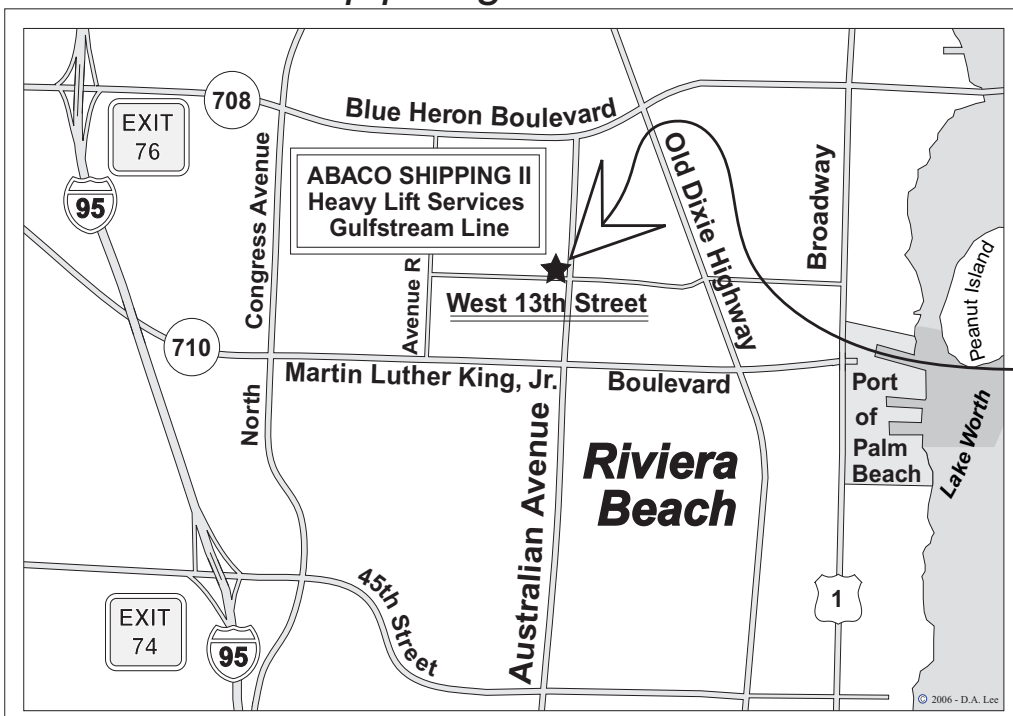 708
Blue Heron Boulevard
EXIT
76
95
Congress Avenue
North
ABACO SHIPPING II
Heavy Lift Services
Gulfstream Line
Old Dixie Highway
Broadway
Peanut Island
Avenue R
West 13th Street
710
Martin Luther King, Jr.
Boulevard
Port
of
Palm
Beach
Lake Worth
Australian Avenue
Riviera
Beach
45th Street
1
EXIT
74
95
© 2006 - D.A. Lee